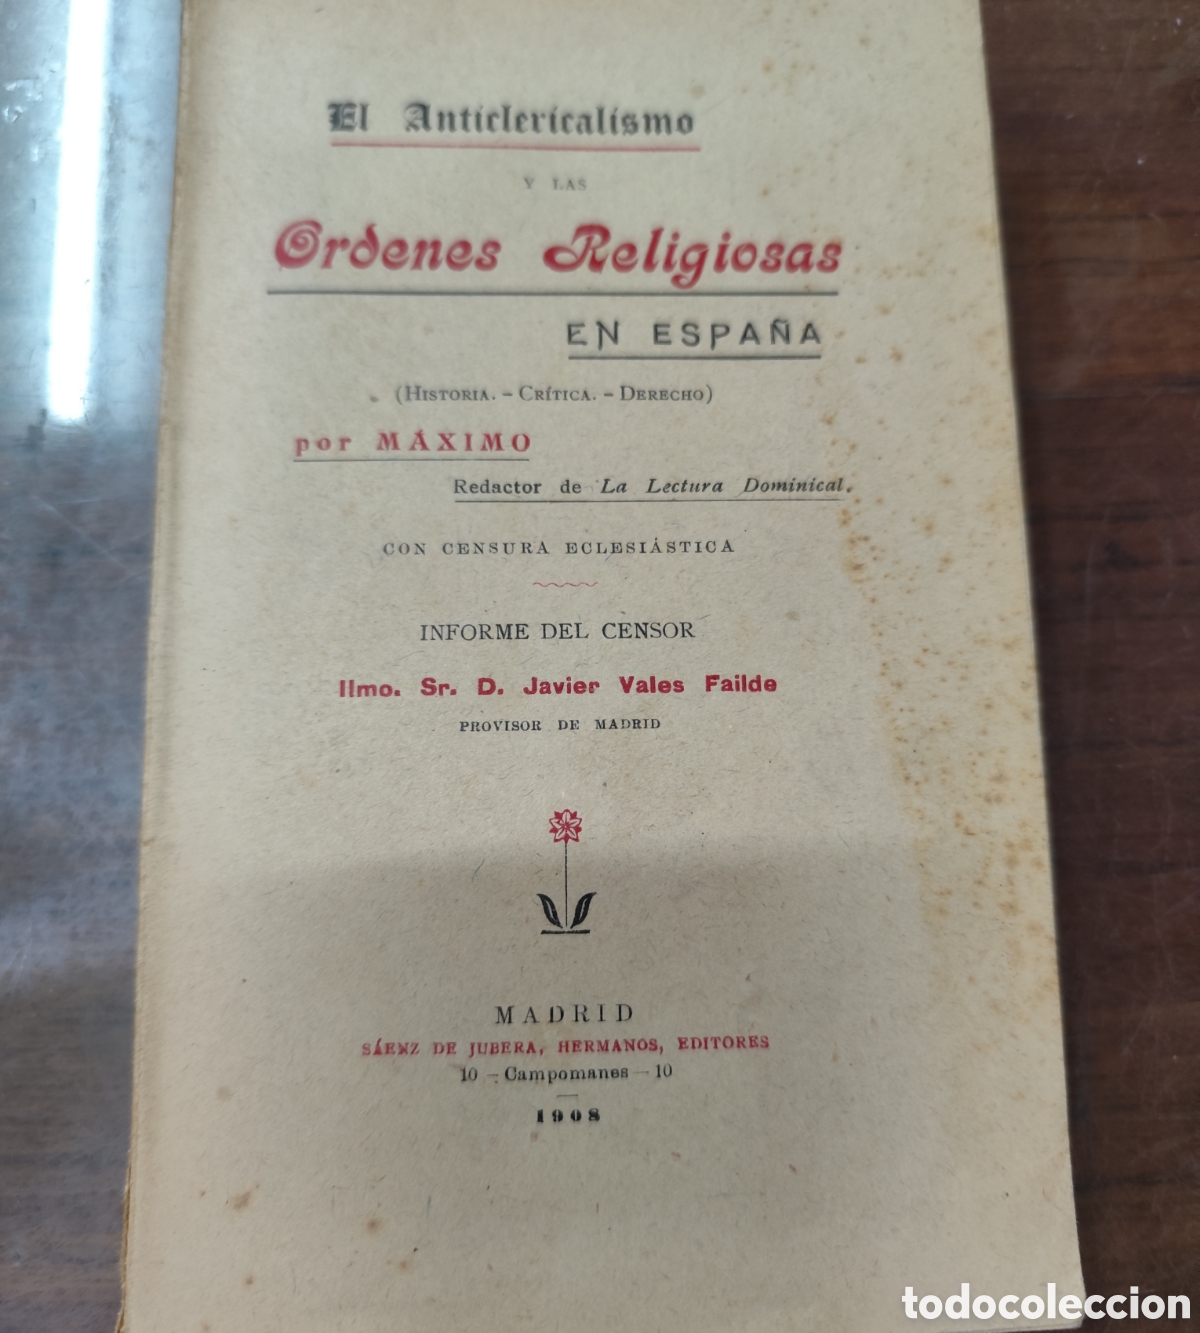 El Anticlericalismo
Y LAS
Ordenes Religiosas
EN ESPAÑA
(Historia. - Crítica. - Derecho)
por MÁXIMO
Redactor de La Lectura Dominical.
CON CENSURA ECLESIÁSTICA
INFORME DEL CENSOR
Ilmo. Sr. D. Javier Vales Failde
PROVISOR DE MADRID
MADRID
SÁENZ DE JUBERA, HERMANOS, EDITORES
10 - Campomanes - 10
1908
todocoleccion